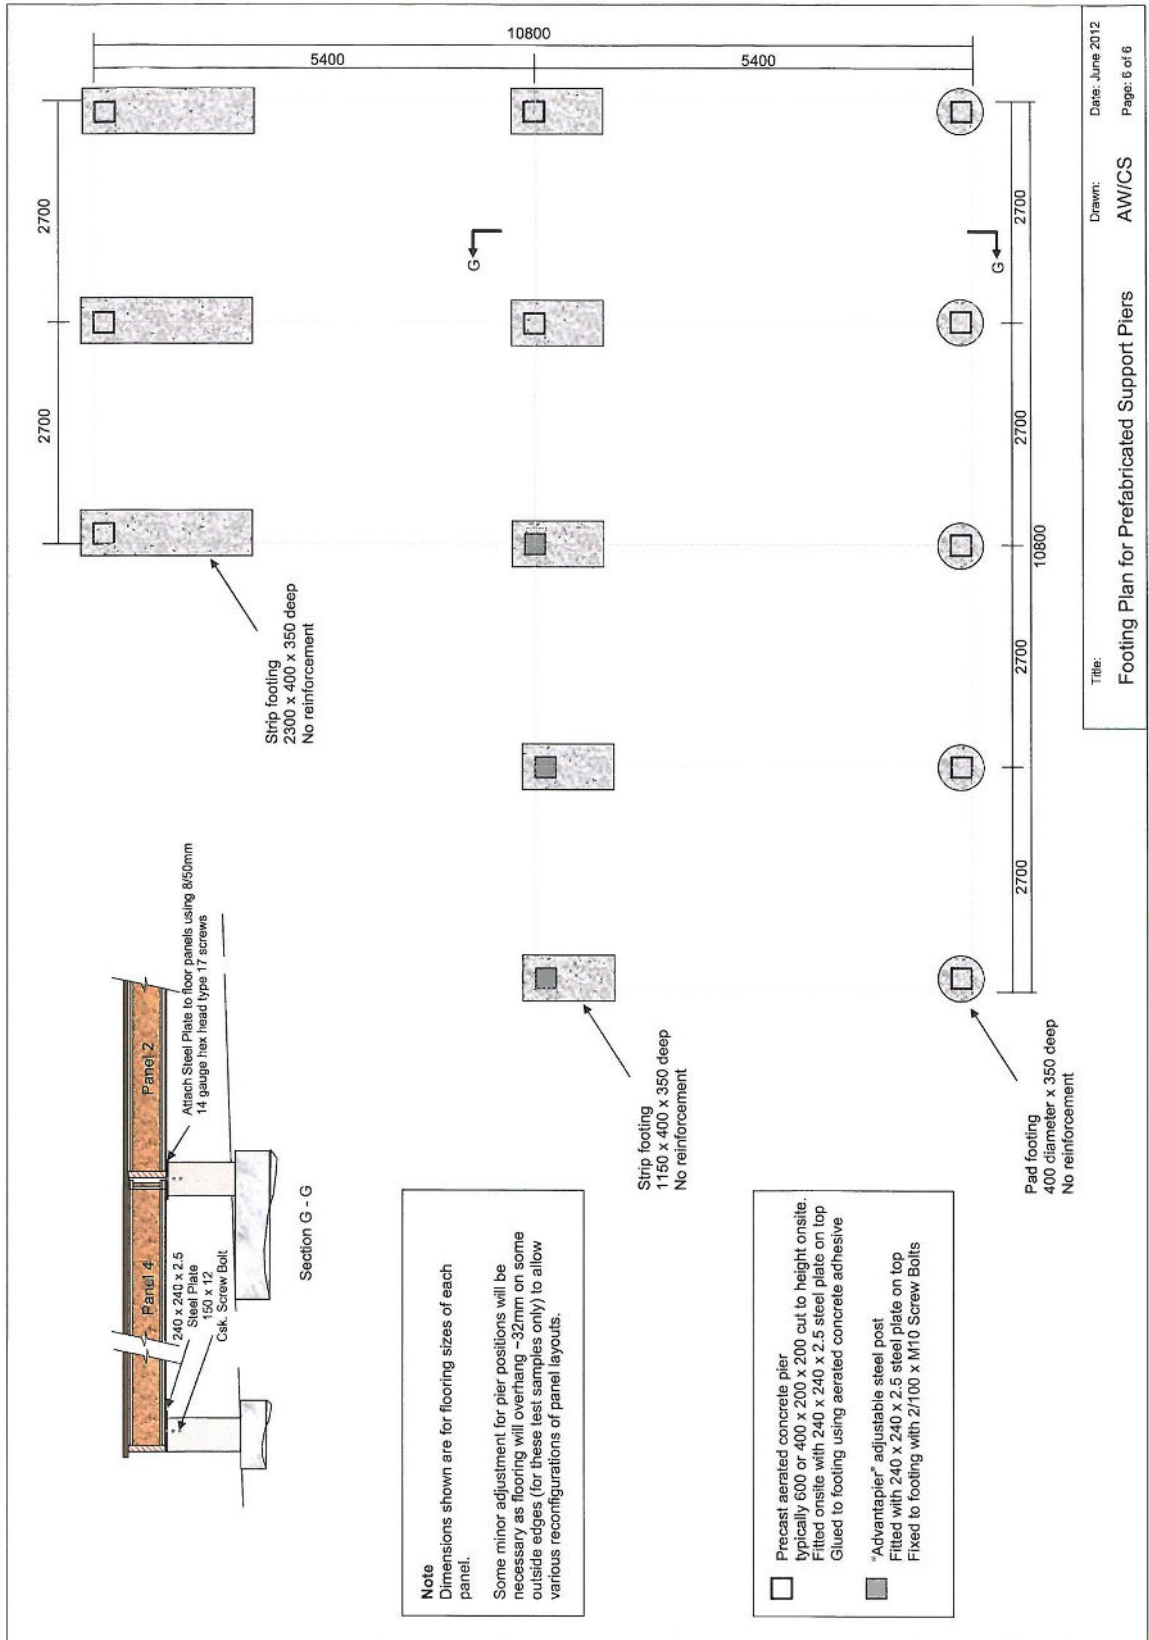 10800
5400
5400
2700
2700
Strip footing
2300 x 400 x 350 deep
No reinforcement
G
G
2700
2700
2700
2700
10800
Panel 4
Panel 2
240 x 240 x 2.5
Steel Plate
150 x 12
Csk. Screw Bolt
Attach Steel Plate to floor panels using 8/50mm
14 gauge hex head type 17 screws
Section G - G
Strip footing
1150 x 400 x 350 deep
No reinforcement
Pad footing
400 diameter x 350 deep
No reinforcement
Note
Dimensions shown are for flooring sizes of each
panel.
Some minor adjustment for pier positions will be
necessary as flooring will overhang ~32mm on some
outside edges (for these test samples only) to allow
various reconfigurations of panel layouts.
Precast aerated concrete pier
typically 600 or 400 x 200 x 200 cut to height onsite.
Fitted onsite with 240 x 240 x 2.5 steel plate on top
Glued to footing using aerated concrete adhesive
"Advantapier" adjustable steel post
Fitted with 240 x 240 x 2.5 steel plate on top
Fixed to footing with 2/100 x M10 Screw Bolts
Title:
Footing Plan for Prefabricated Support Piers
Drawn:
AW/CS
Date: June 2012
Page: 6 of 6